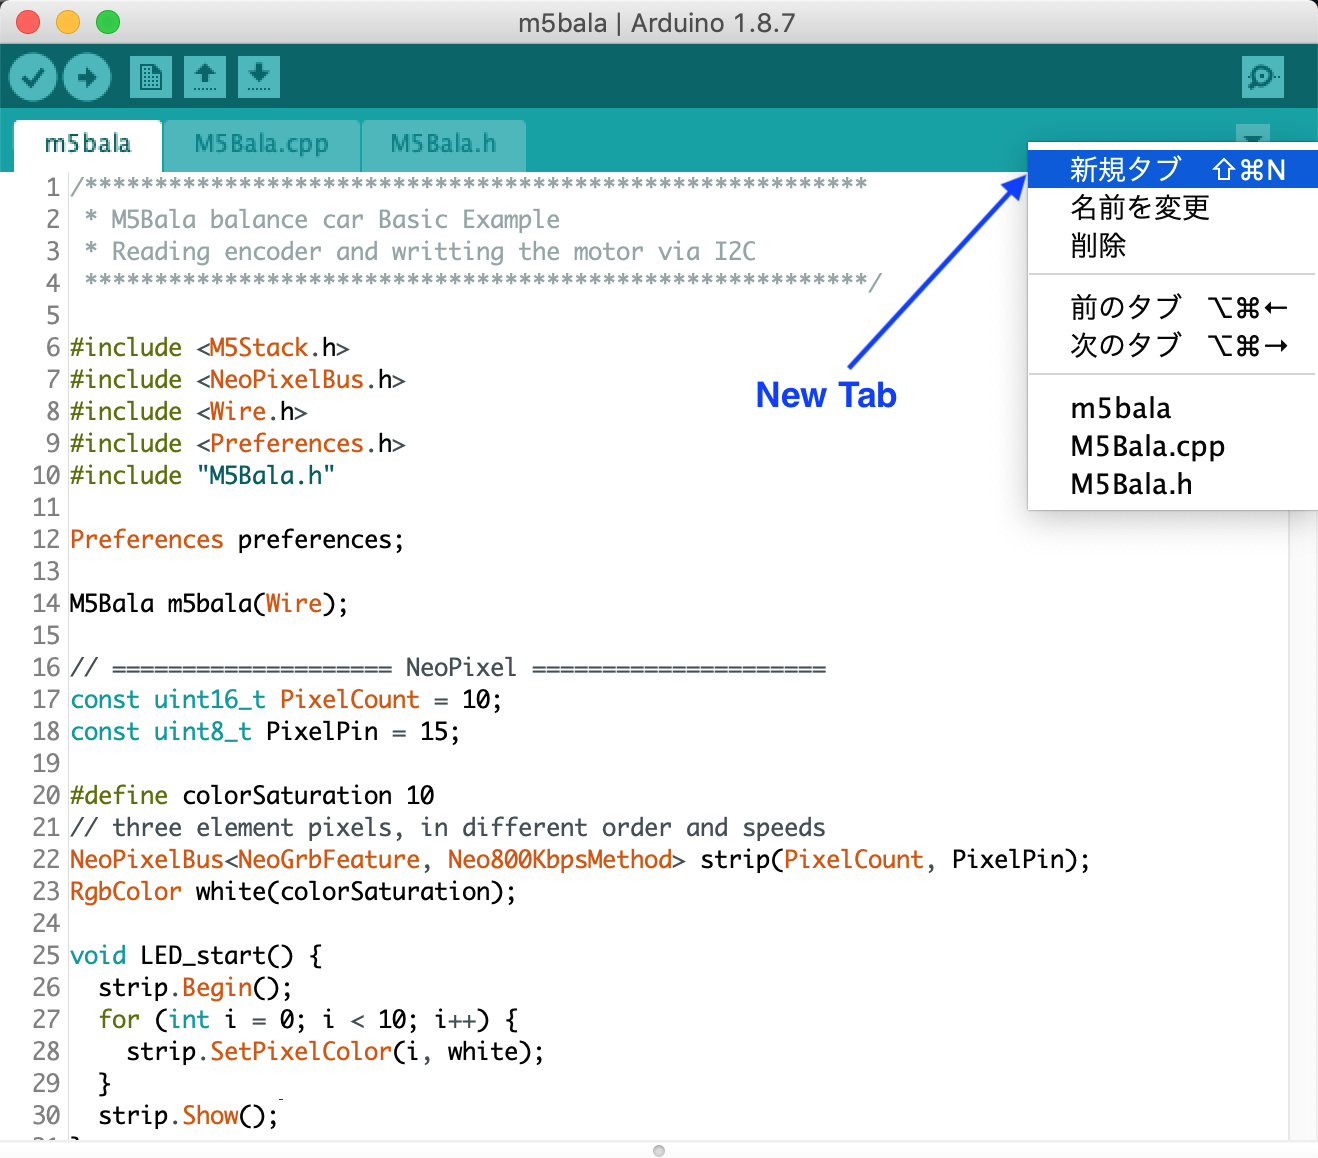 m5bala | Arduino 1.8.7
m5bala M5Bala.cpp M5Bala.h
1 /********************************************************
2  * M5Bala balance car Basic Example
3  * Reading encoder and writting the motor via I2C
4  ********************************************************/
5
6 #include <M5Stack.h>
7 #include <NeoPixelBus.h>
8 #include <Wire.h>
9 #include <Preferences.h>
10 #include "M5Bala.h"
11
12 Preferences preferences;
13
14 M5Bala m5bala(Wire);
15
16 // ====================== NeoPixel =====================
17 const uint16_t PixelCount = 10;
18 const uint8_t PixelPin = 15;
19
20 #define colorSaturation 10
21 // three element pixels, in different order and speeds
22 NeoPixelBus<NeoGrbFeature, Neo800KbpsMethod> strip(PixelCount, PixelPin);
23 RgbColor white(colorSaturation);
24
25 void LED_start() {
26   strip.Begin();
27   for (int i = 0; i < 10; i++) {
28     strip.SetPixelColor(i, white);
29   }
30   strip.Show();
新規タブ ⇧⌘N
名前を変更
削除
前のタブ ⌥⌘←
次のタブ ⌥⌘→
m5bala
M5Bala.cpp
M5Bala.h
New Tab